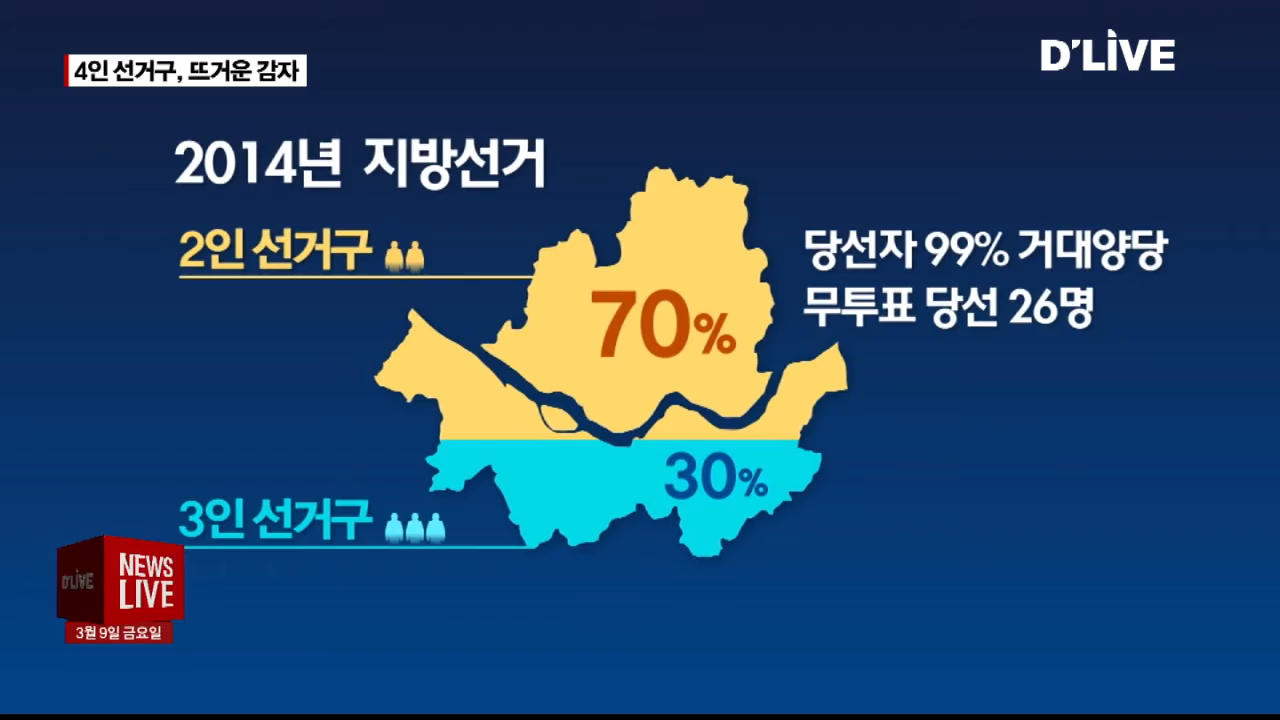 4인 선거구, 뜨거운 감자
D'LIVE
2014년 지방선거
2인 선거구
당선자 99% 거대양당
무투표 당선 26명
70%
30%
3인 선거구
D'LIVE
NEWS
LIVE
3월 9일 금요일